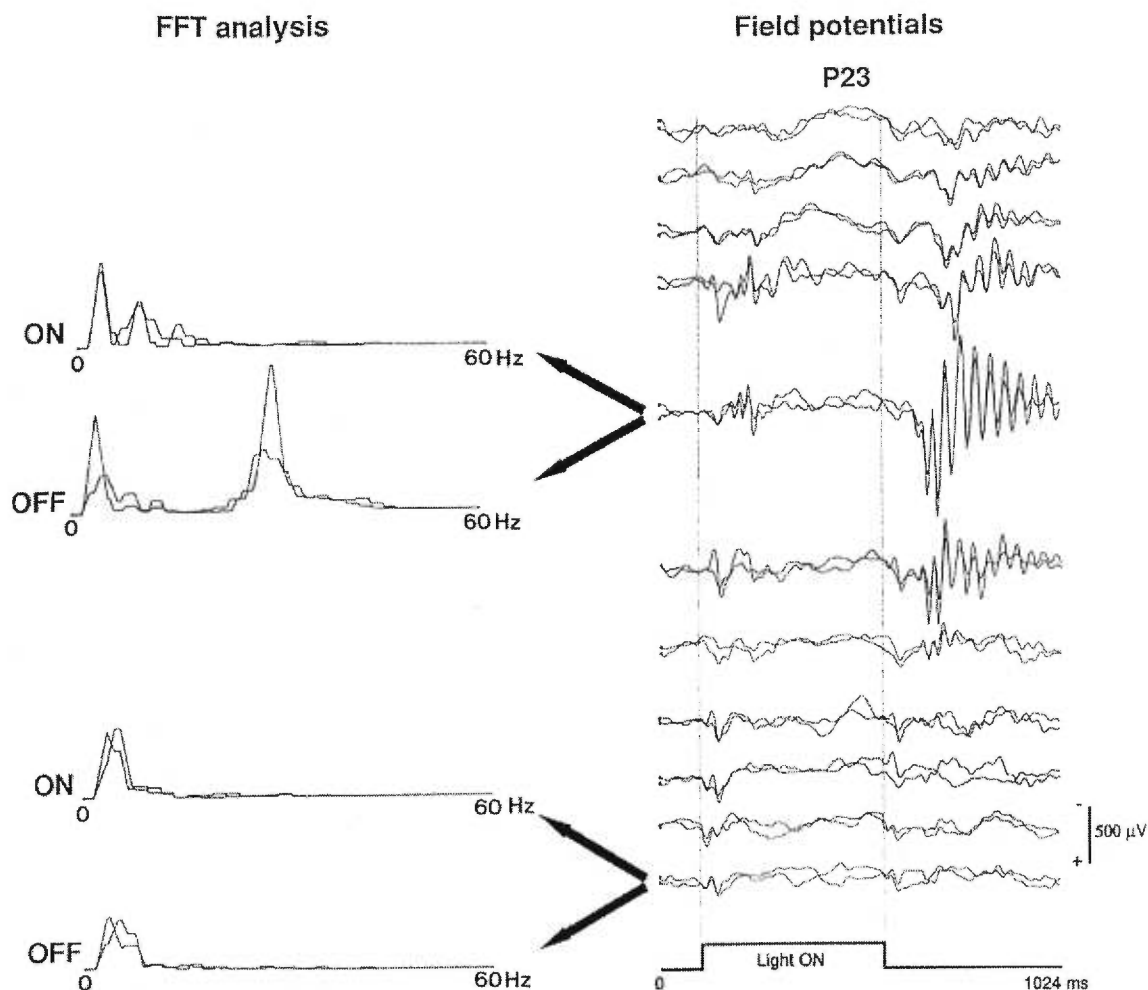 FFT analysis
Field potentials
P23
ON
0
60 Hz
OFF
0
60 Hz
ON
0
60 Hz
OFF
0
60 Hz
-
500 µV
+
Light ON
0
1024 ms